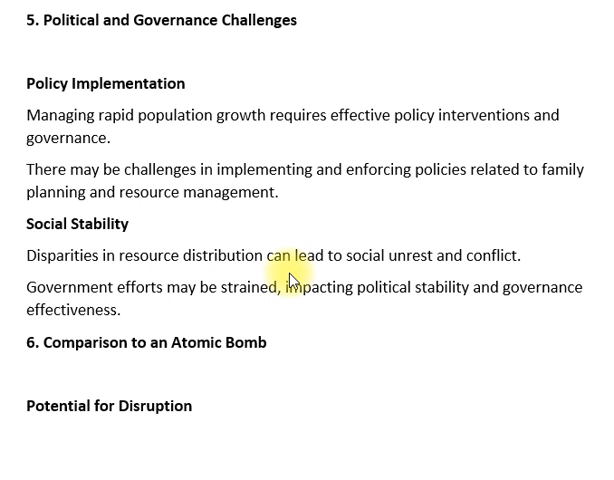 5. Political and Governance Challenges
Policy Implementation
Managing rapid population growth requires effective policy interventions and
governance.
There may be challenges in implementing and enforcing policies related to family
planning and resource management.
Social Stability
Disparities in resource distribution can lead to social unrest and conflict.
Government efforts may be strained, impacting political stability and governance
effectiveness.
6. Comparison to an Atomic Bomb
Potential for Disruption